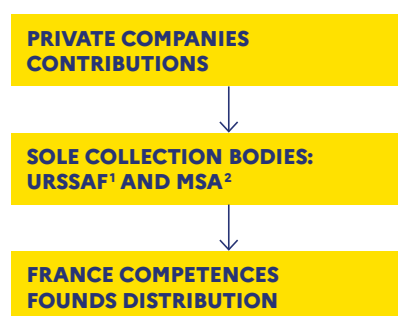 PRIVATE COMPANIES
CONTRIBUTIONS
SOLE COLLECTION BODIES:
URSSAF¹ AND MSA²
FRANCE COMPETENCES
FOUNDS DISTRIBUTION